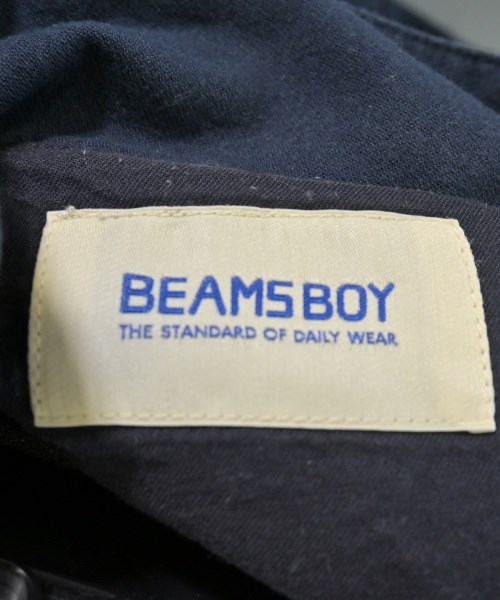 BEAMS BOY
THE STANDARD OF DAILY WEAR